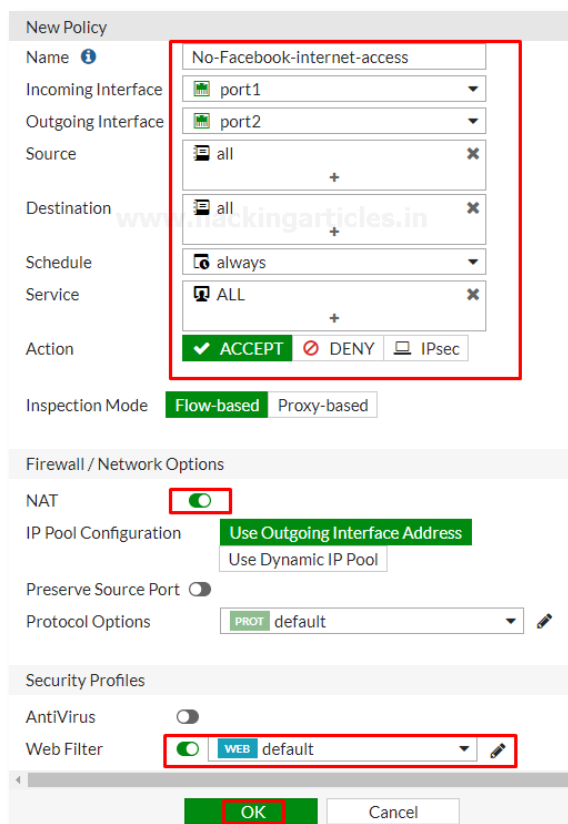 New Policy
Name No-Facebook-internet-access
Incoming Interface port1
Outgoing Interface port2
Source all
+
Destination all
www.hackingarticles.in
+
Schedule always
Service ALL
+
Action ACCEPT DENY IPsec
Inspection Mode Flow-based Proxy-based
Firewall / Network Options
NAT
IP Pool Configuration Use Outgoing Interface Address
Use Dynamic IP Pool
Preserve Source Port
Protocol Options PROT default
Security Profiles
AntiVirus
Web Filter WEB default
OK Cancel